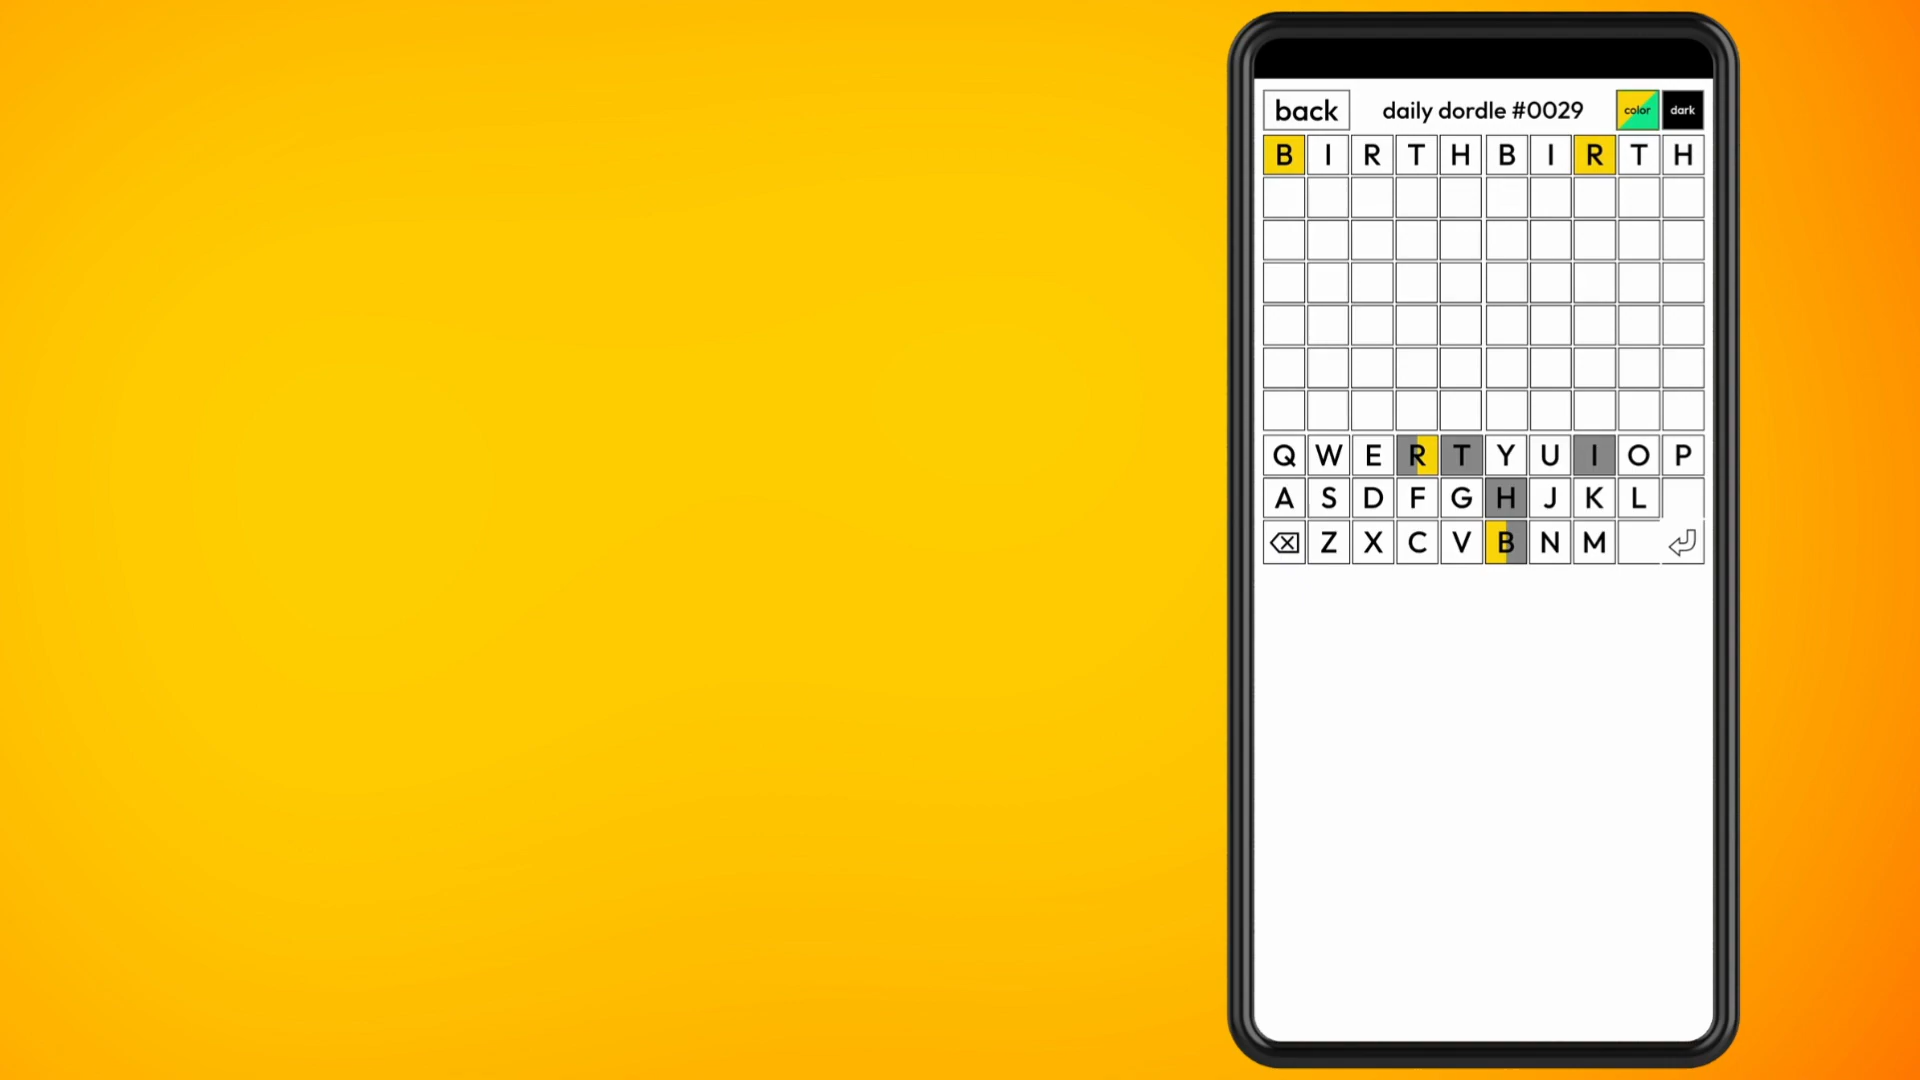 back daily dordle #0029 color dark
B I R T H B I R T H
Q W E R T Y U I O P
A S D F G H J K L
Z X C V B N M